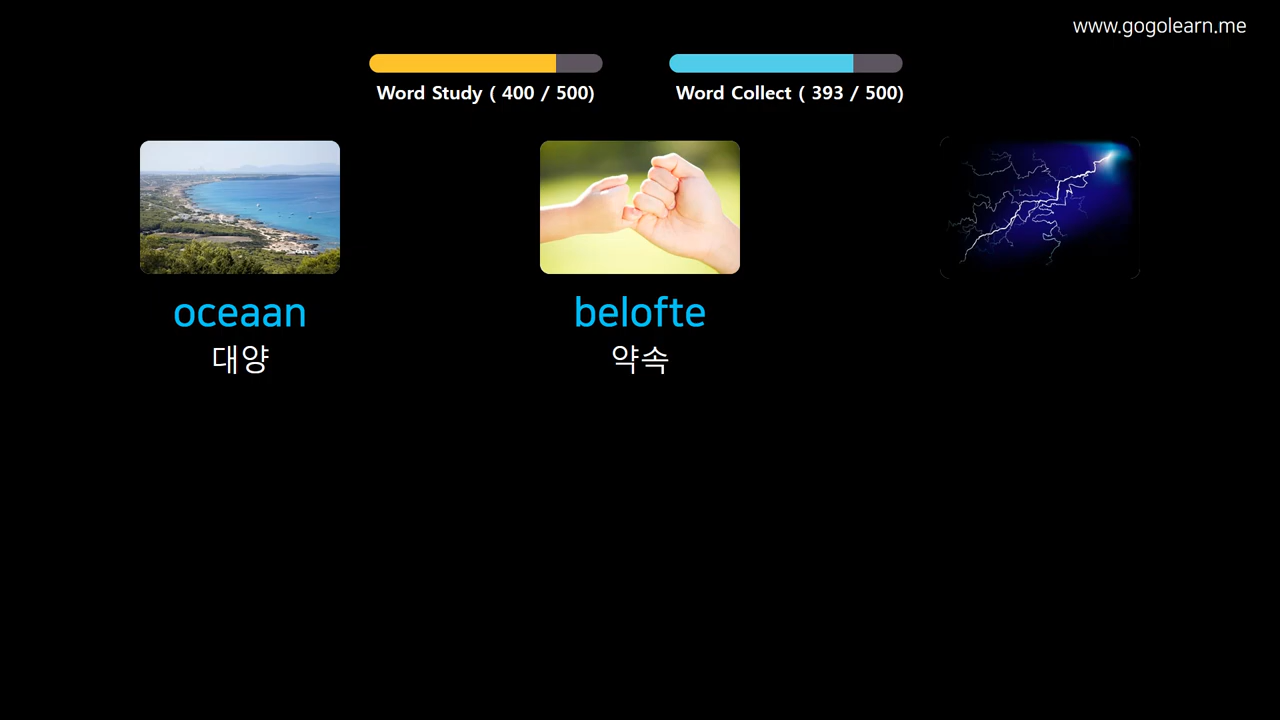 www.gogolearn.me
Word Study ( 400 / 500)
Word Collect ( 393 / 500)
oceaan
대양
belofte
약속